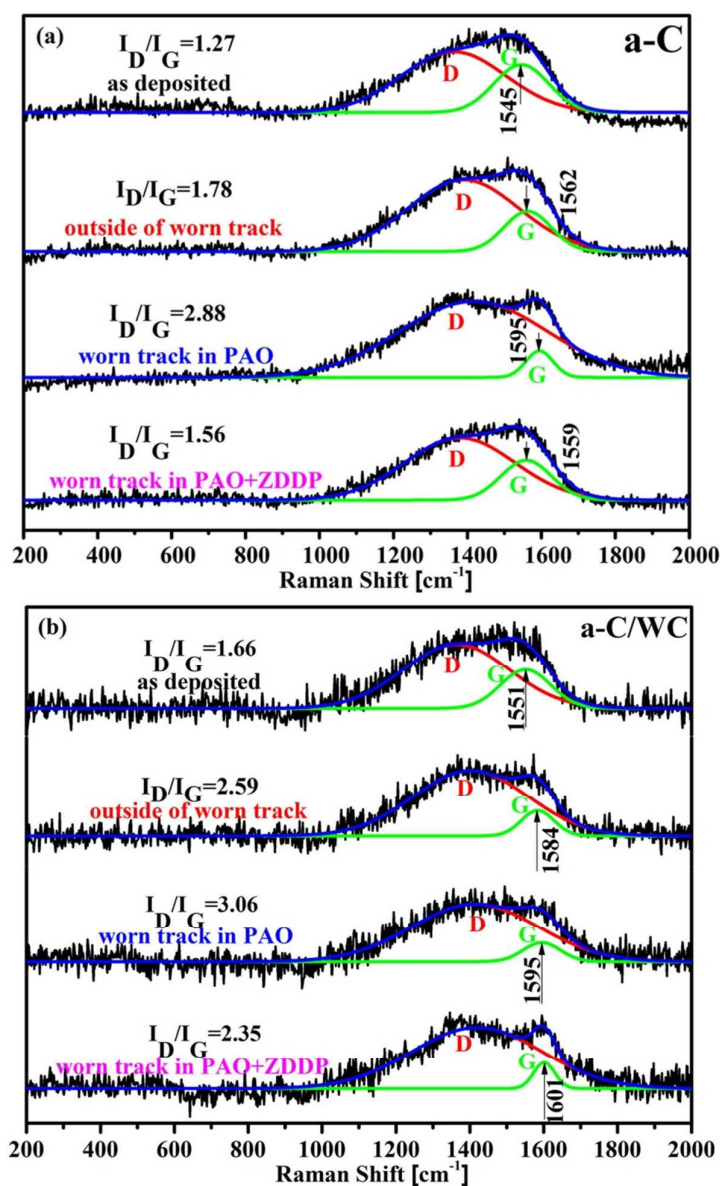 (a)
a-C
I_D/I_G=1.27
as deposited
D
G
1545
I_D/I_G=1.78
outside of worn track
D
G
1562
I_D/I_G=2.88
worn track in PAO
D
G
1595
I_D/I_G=1.56
worn track in PAO+ZDDP
D
G
1559
200 400 600 800 1000 1200 1400 1600 1800 2000
Raman Shift [cm⁻¹]
(b)
a-C/WC
I_D/I_G=1.66
as deposited
D
G
1551
I_D/I_G=2.59
outside of worn track
D
G
1584
I_D/I_G=3.06
worn track in PAO
D
G
1595
I_D/I_G=2.35
worn track in PAO+ZDDP
D
G
1601
200 400 600 800 1000 1200 1400 1600 1800 2000
Raman Shift [cm⁻¹]